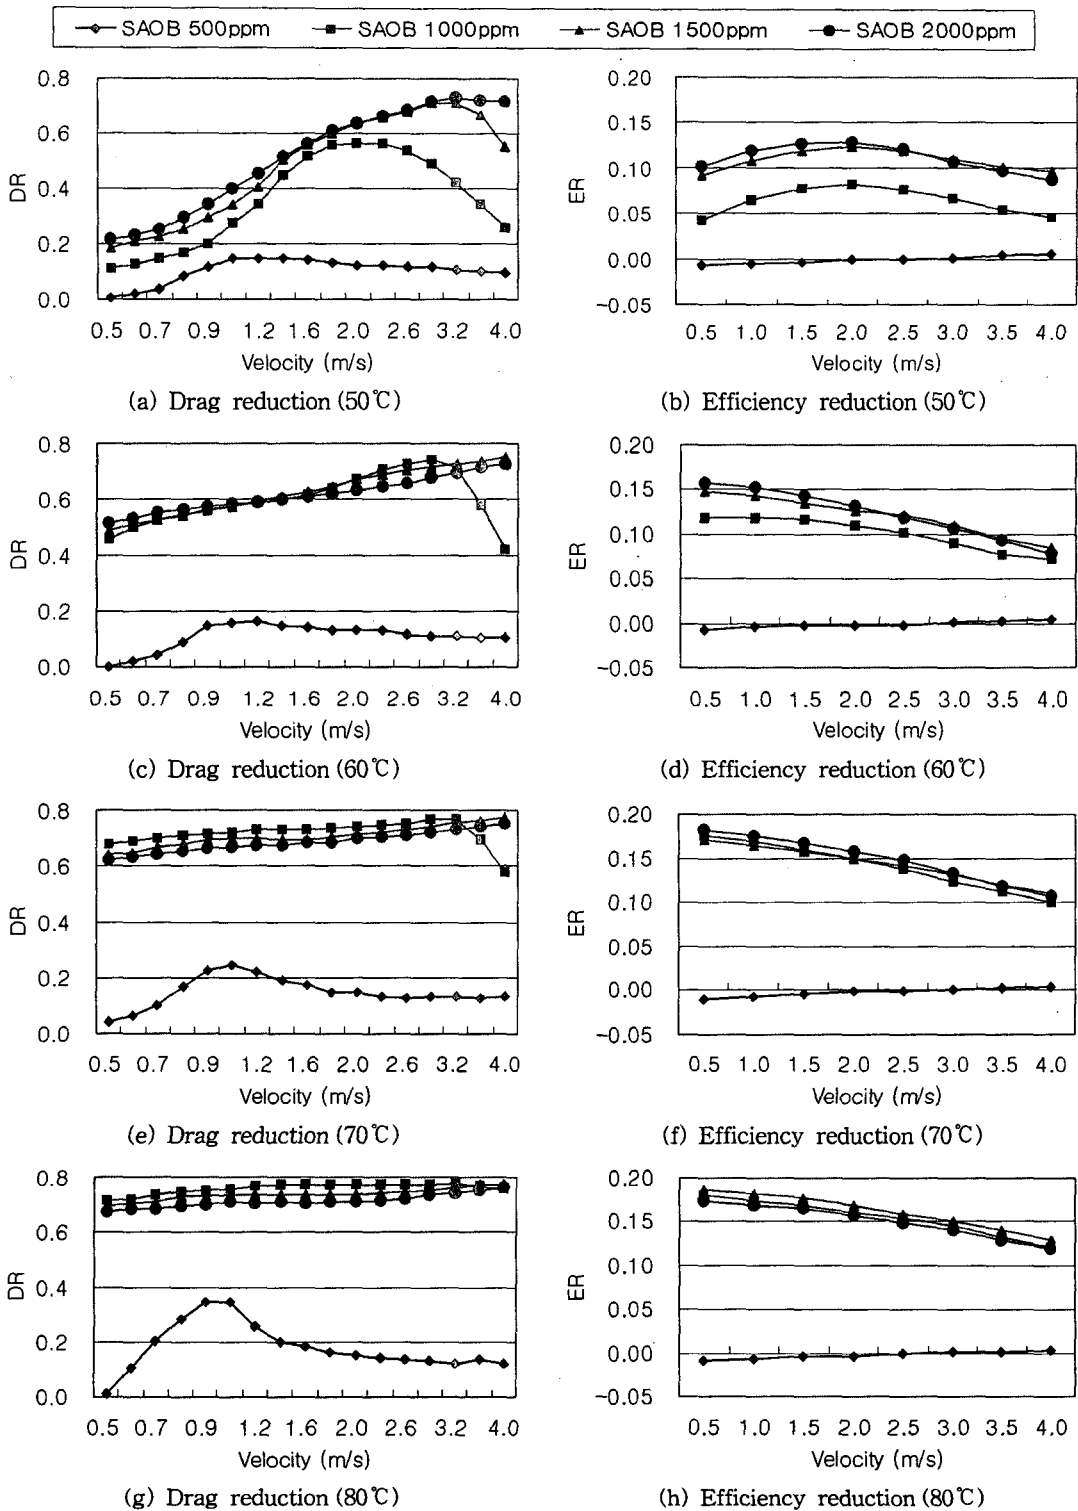 SAOB 500ppm SAOB 1000ppm SAOB 1500ppm SAOB 2000ppm
0.8
0.6
0.4
0.2
0.0
DR
0.5 0.7 0.9 1.2 1.6 2.0 2.6 3.2 4.0
Velocity (m/s)
(a) Drag reduction (50℃)
0.20
0.15
0.10
0.05
0.00
-0.05
ER
0.5 1.0 1.5 2.0 2.5 3.0 3.5 4.0
Velocity (m/s)
(b) Efficiency reduction (50℃)
0.8
0.6
0.4
0.2
0.0
DR
0.5 0.7 0.9 1.2 1.6 2.0 2.6 3.2 4.0
Velocity (m/s)
(c) Drag reduction (60℃)
0.20
0.15
0.10
0.05
0.00
-0.05
ER
0.5 1.0 1.5 2.0 2.5 3.0 3.5 4.0
Velocity (m/s)
(d) Efficiency reduction (60℃)
0.8
0.6
0.4
0.2
0.0
DR
0.5 0.7 0.9 1.2 1.6 2.0 2.6 3.2 4.0
Velocity (m/s)
(e) Drag reduction (70℃)
0.20
0.15
0.10
0.05
0.00
-0.05
ER
0.5 1.0 1.5 2.0 2.5 3.0 3.5 4.0
Velocity (m/s)
(f) Efficiency reduction (70℃)
0.8
0.6
0.4
0.2
0.0
DR
0.5 0.7 0.9 1.2 1.6 2.0 2.6 3.2 4.0
Velocity (m/s)
(g) Drag reduction (80℃)
0.20
0.15
0.10
0.05
0.00
-0.05
ER
0.5 1.0 1.5 2.0 2.5 3.0 3.5 4.0
Velocity (m/s)
(h) Efficiency reduction (80℃)